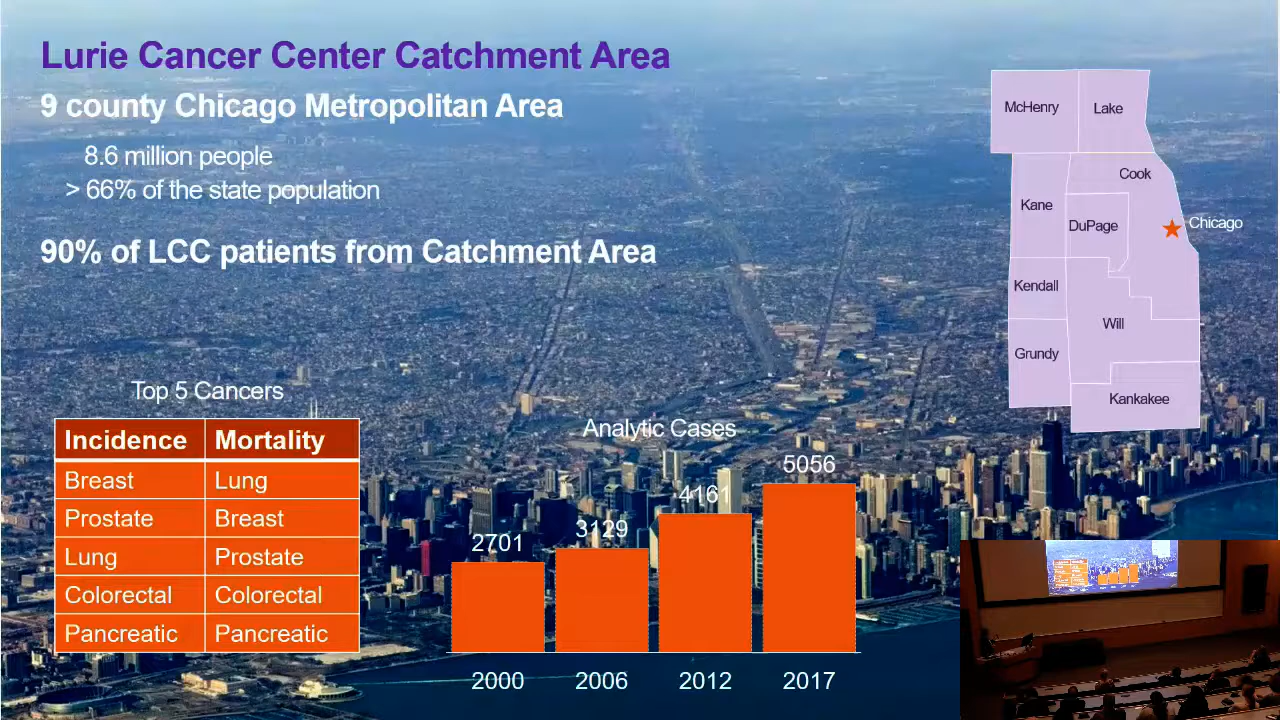 Lurie Cancer Center Catchment Area
9 county Chicago Metropolitan Area
8.6 million people
> 66% of the state population
90% of LCC patients from Catchment Area
McHenry
Lake
Cook
Kane
DuPage
Chicago
Kendall
Will
Grundy
Kankakee
Top 5 Cancers
Incidence Mortality
Breast Lung
Prostate Breast
Lung Prostate
Colorectal Colorectal
Pancreatic Pancreatic
Analytic Cases
2701
3129
4161
5056
2000 2006 2012 2017